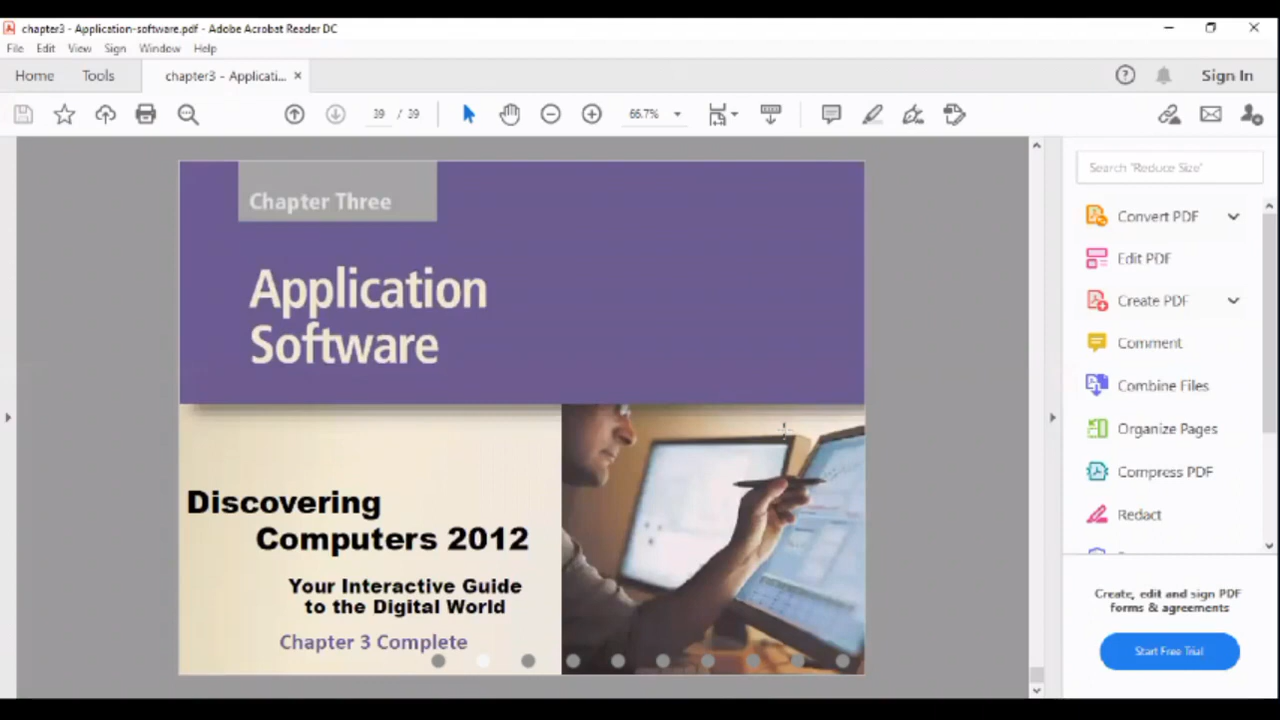 chapter3 - Application-software.pdf - Adobe Acrobat Reader DC
File Edit View Sign Window Help
Home Tools chapter3 - Applicati... × Sign In
39 / 39 66.7%
Search "Reduce Size"
Chapter Three
Application
Software
Discovering
Computers 2012
Your Interactive Guide
to the Digital World
Chapter 3 Complete
Convert PDF
Edit PDF
Create PDF
Comment
Combine Files
Organize Pages
Compress PDF
Redact
Create, edit and sign PDF
forms & agreements
Start Free Trial